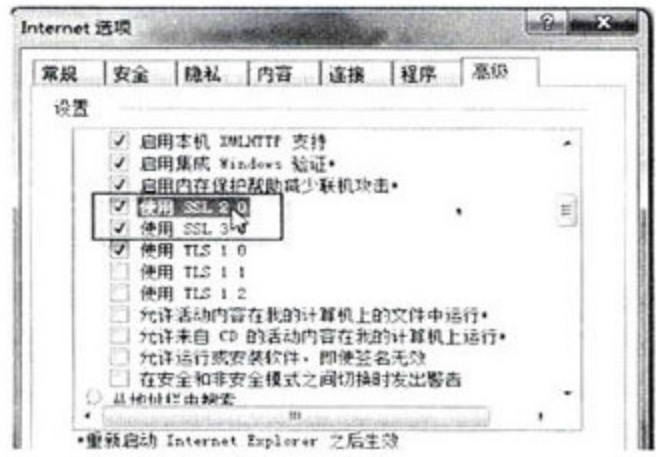 Internet 选项
常规 安全 隐私 内容 连接 程序 高级
设置
启用本机 XMLHTTP 支持
启用集成 Windows 验证*
启用内存保护帮助减少联机攻击*
使用 SSL 2.0
使用 SSL 3.0
使用 TLS 1.0
使用 TLS 1.1
使用 TLS 1.2
允许活动内容在我的计算机上的文件中运行*
允许来自 CD 的活动内容在我的计算机上运行*
允许运行或安装软件，即使签名无效
在安全和非安全模式之间切换时发出警告
从地址栏中搜索
*重新启动 Internet Explorer 之后生效